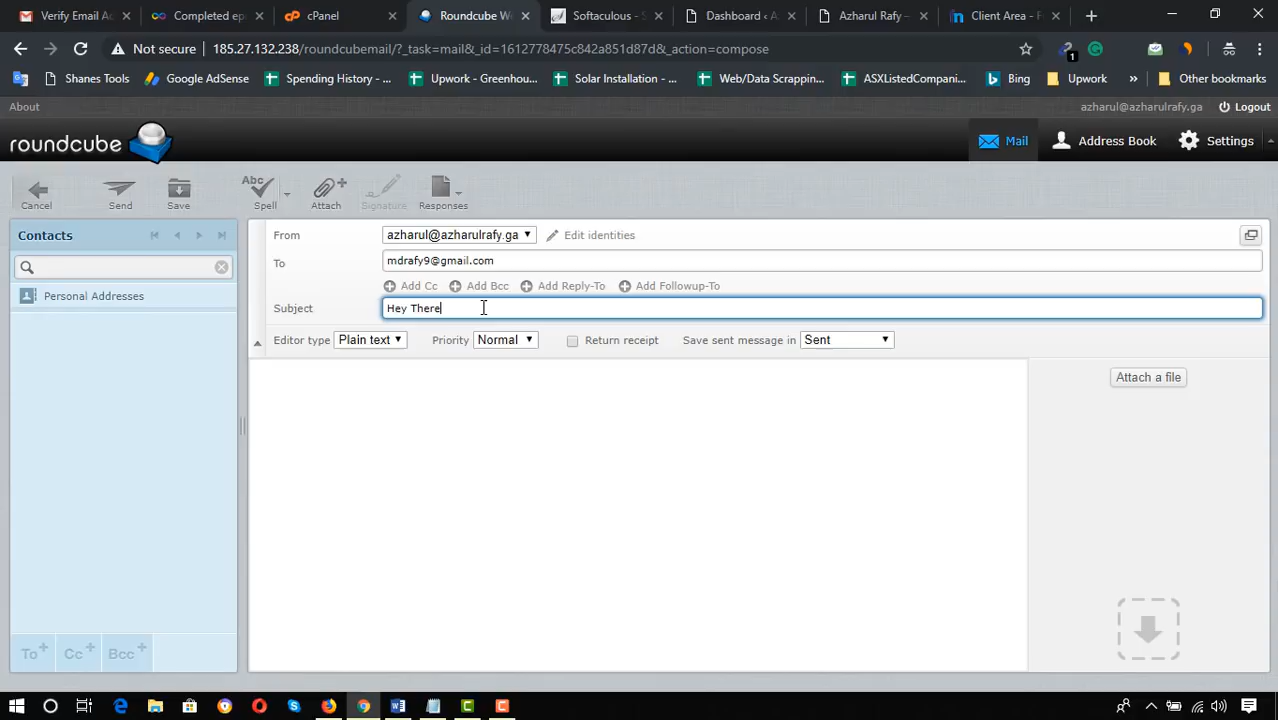 Verify Email Ad
Completed ep
cPanel
Roundcube We
Softaculous -
Dashboard ‹ A
Azharul Rafy –
Client Area - F
Not secure
185.27.132.238/roundcubemail/?_task=mail&_id=1612778475c842a851d87d&_action=compose
1
Shanes Tools
Google AdSense
Spending History -...
Upwork - Greenhou...
Solar Installation -...
Web/Data Scrappin...
ASXListedCompani...
Bing
Upwork
»
Other bookmarks
About
azharul@azharulrafy.ga
Logout
roundcube
Mail
Address Book
Settings
Cancel
Send
Save
Abc
Spell
Attach
Signature
Responses
Contacts
From
azharul@azharulrafy.ga
Edit identities
To
mdrafy9@gmail.com
Personal Addresses
Add Cc
Add Bcc
Add Reply-To
Add Followup-To
Subject
Hey There
Editor type
Plain text
Priority
Normal
Return receipt
Save sent message in
Sent
Attach a file
To+
Cc+
Bcc+